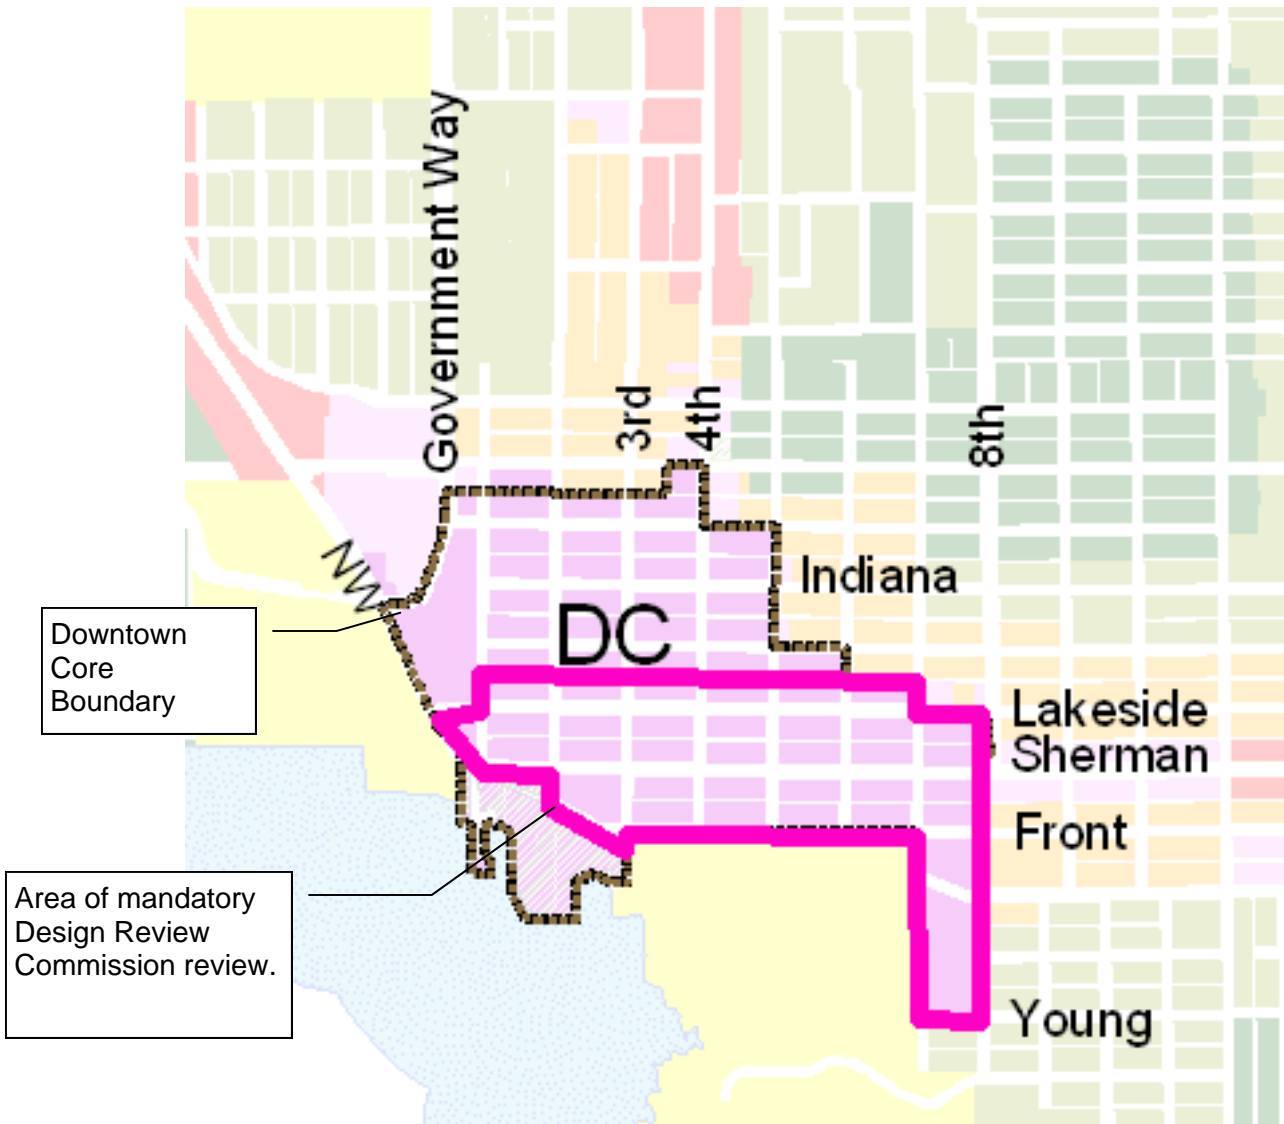 Government Way
3rd
4th
8th
NW
Indiana
DC
Downtown
Core
Boundary
Lakeside
Sherman
Front
Area of mandatory
Design Review
Commission review.
Young